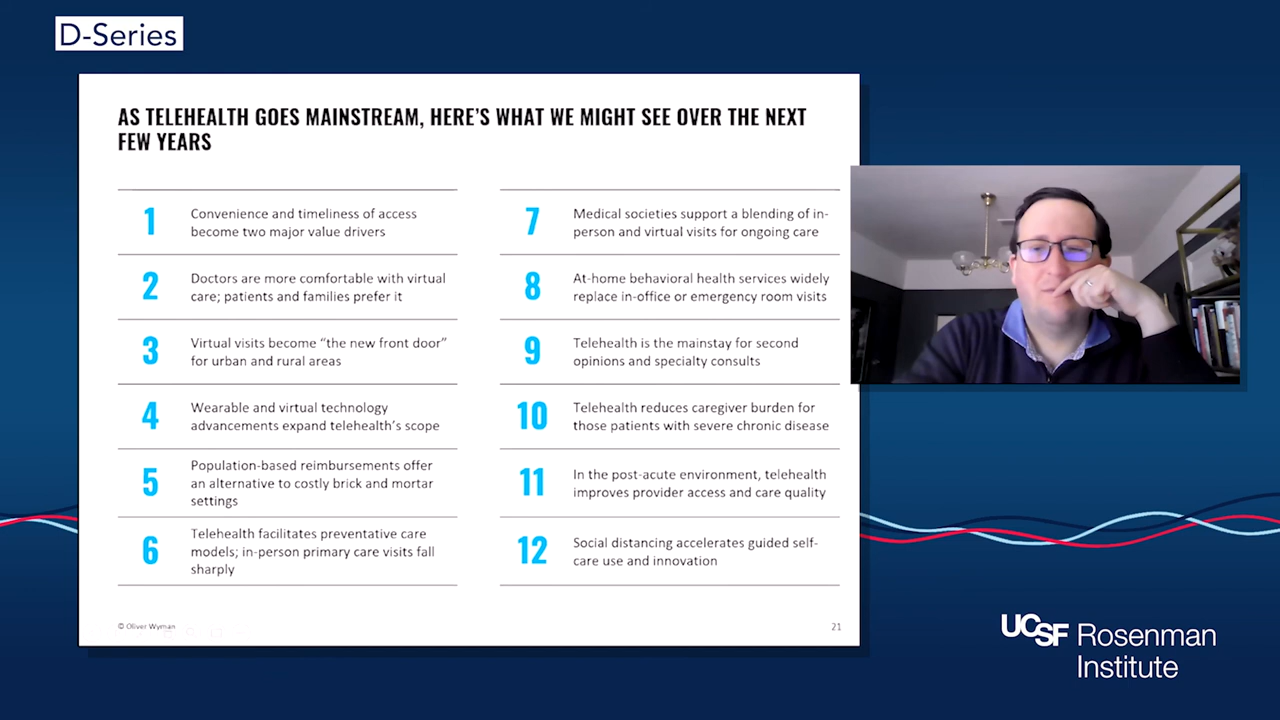 D-Series
AS TELEHEALTH GOES MAINSTREAM, HERE'S WHAT WE MIGHT SEE OVER THE NEXT
FEW YEARS
1
Convenience and timeliness of access
become two major value drivers
2
Doctors are more comfortable with virtual
care; patients and families prefer it
3
Virtual visits become “the new front door”
for urban and rural areas
4
Wearable and virtual technology
advancements expand telehealth's scope
5
Population-based reimbursements offer
an alternative to costly brick and mortar
settings
6
Telehealth facilitates preventative care
models; in-person primary care visits fall
sharply
7
Medical societies support a blending of in-
person and virtual visits for ongoing care
8
At-home behavioral health services widely
replace in-office or emergency room visits
9
Telehealth is the mainstay for second
opinions and specialty consults
10
Telehealth reduces caregiver burden for
those patients with severe chronic disease
11
In the post-acute environment, telehealth
improves provider access and care quality
12
Social distancing accelerates guided self-
care use and innovation
© Oliver Wyman
21
UCSF Rosenman
Institute